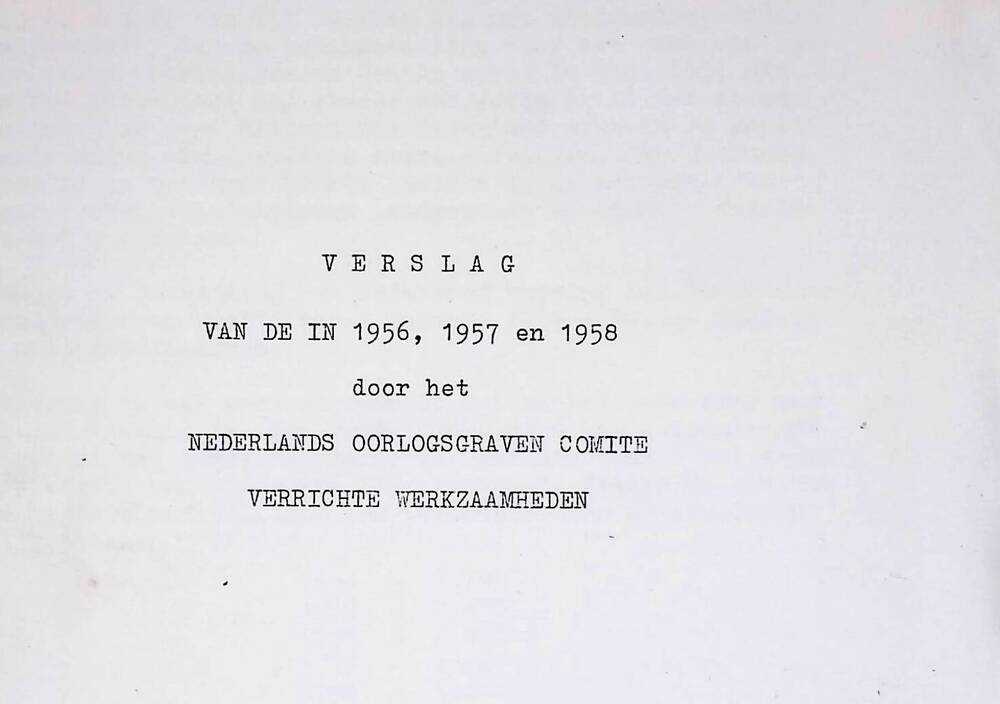 V E R S L A G
VAN DE IN 1956, 1957 en 1958
door het
NEDERLANDS OORLOGSGRAVEN COMITE
VERRICHTE WERKZAAMHEDEN